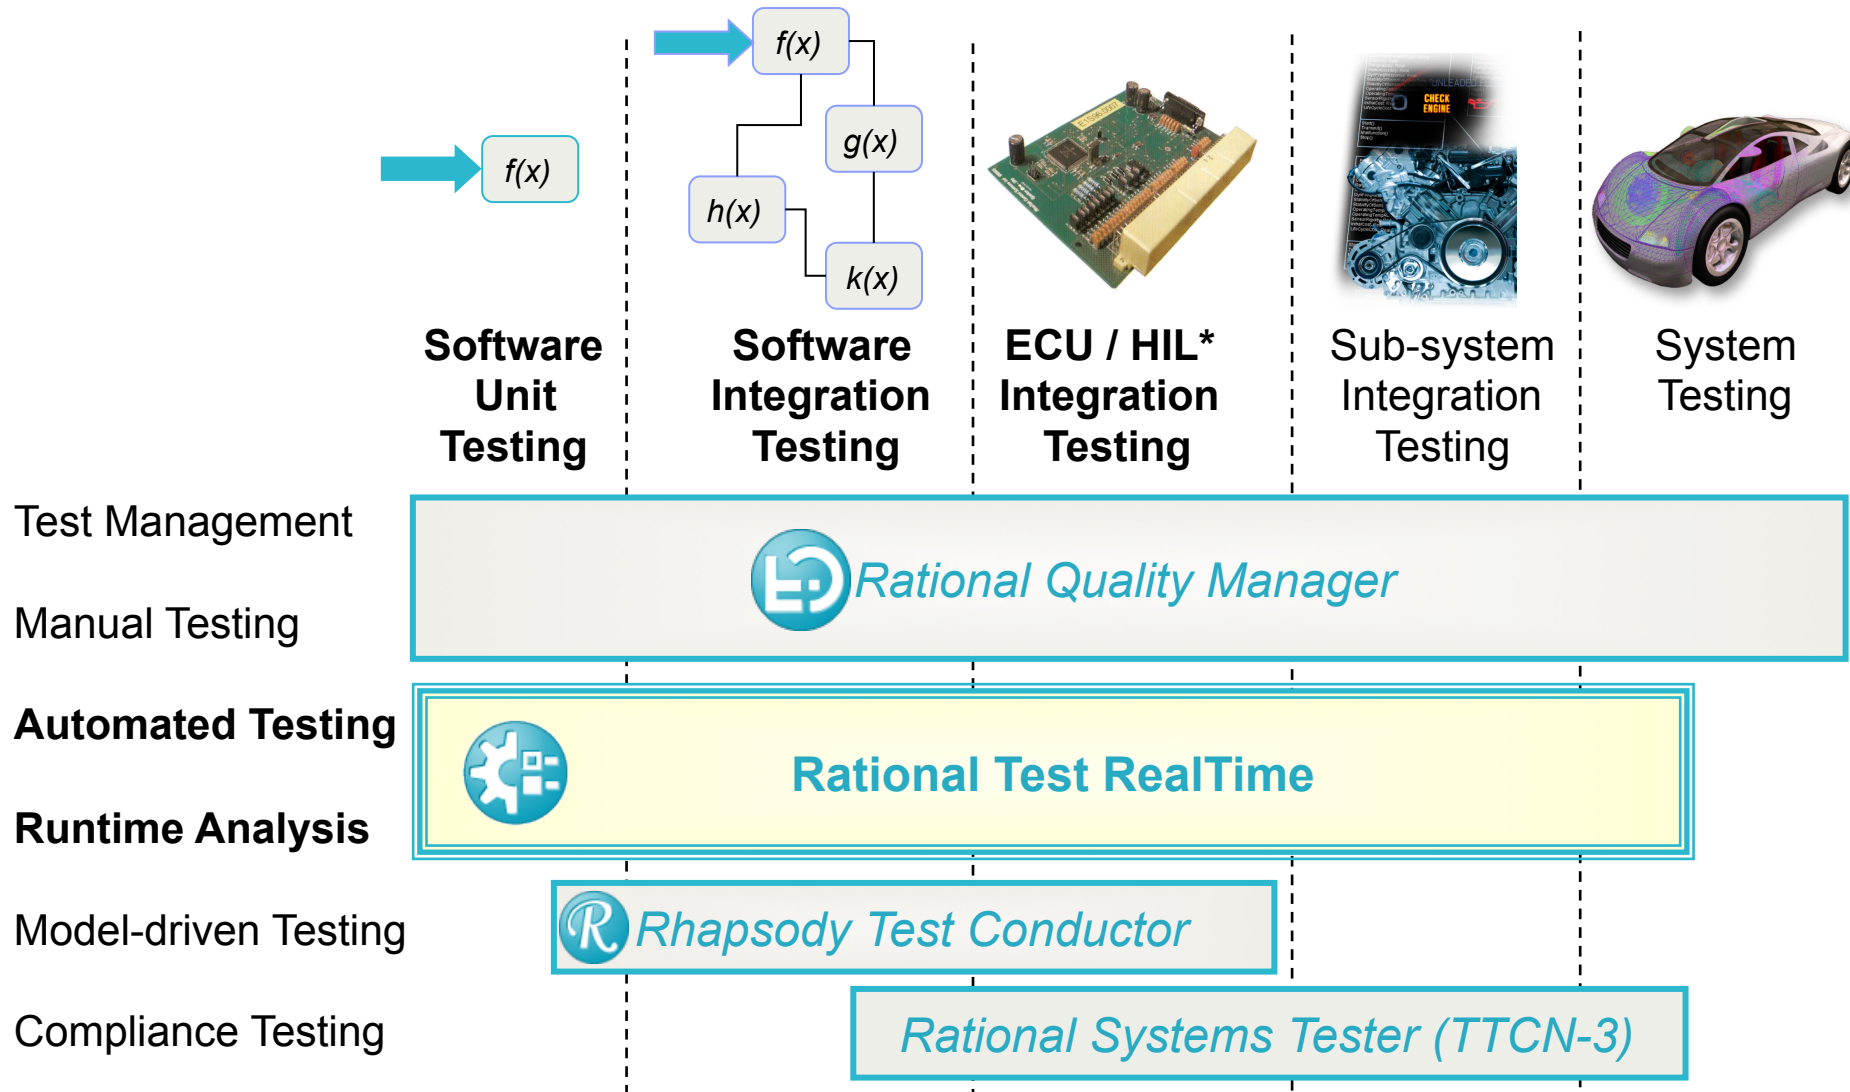 f(x)
f(x)
g(x)
h(x)
k(x)
CHECK
ENGINE
Software
Unit
Testing
Software
Integration
Testing
ECU / HIL*
Integration
Testing
Sub-system
Integration
Testing
System
Testing
Test Management
Manual Testing
Rational Quality Manager
Automated Testing
Runtime Analysis
Rational Test RealTime
Model-driven Testing
Rhapsody Test Conductor
Compliance Testing
Rational Systems Tester (TTCN-3)